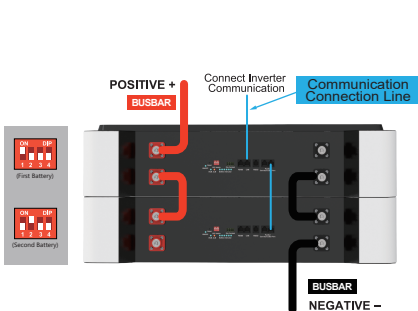 POSITIVE +
BUSBAR
Connect Inverter
Communication
Communication
Connection Line
ON DIP
1 2 3 4
(First Battery)
ON DIP
1 2 3 4
(Second Battery)
BUSBAR
NEGATIVE –